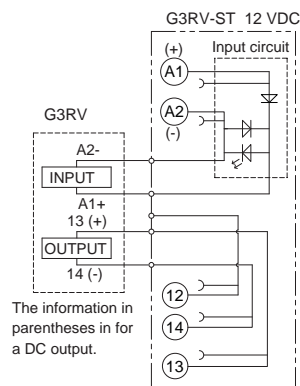 G3RV-ST 12 VDC
Input circuit
(+)
A1
A2
(-)
G3RV
A2-
INPUT
A1+
13 (+)
OUTPUT
14 (-)
12
14
13
The information in
parentheses in for
a DC output.